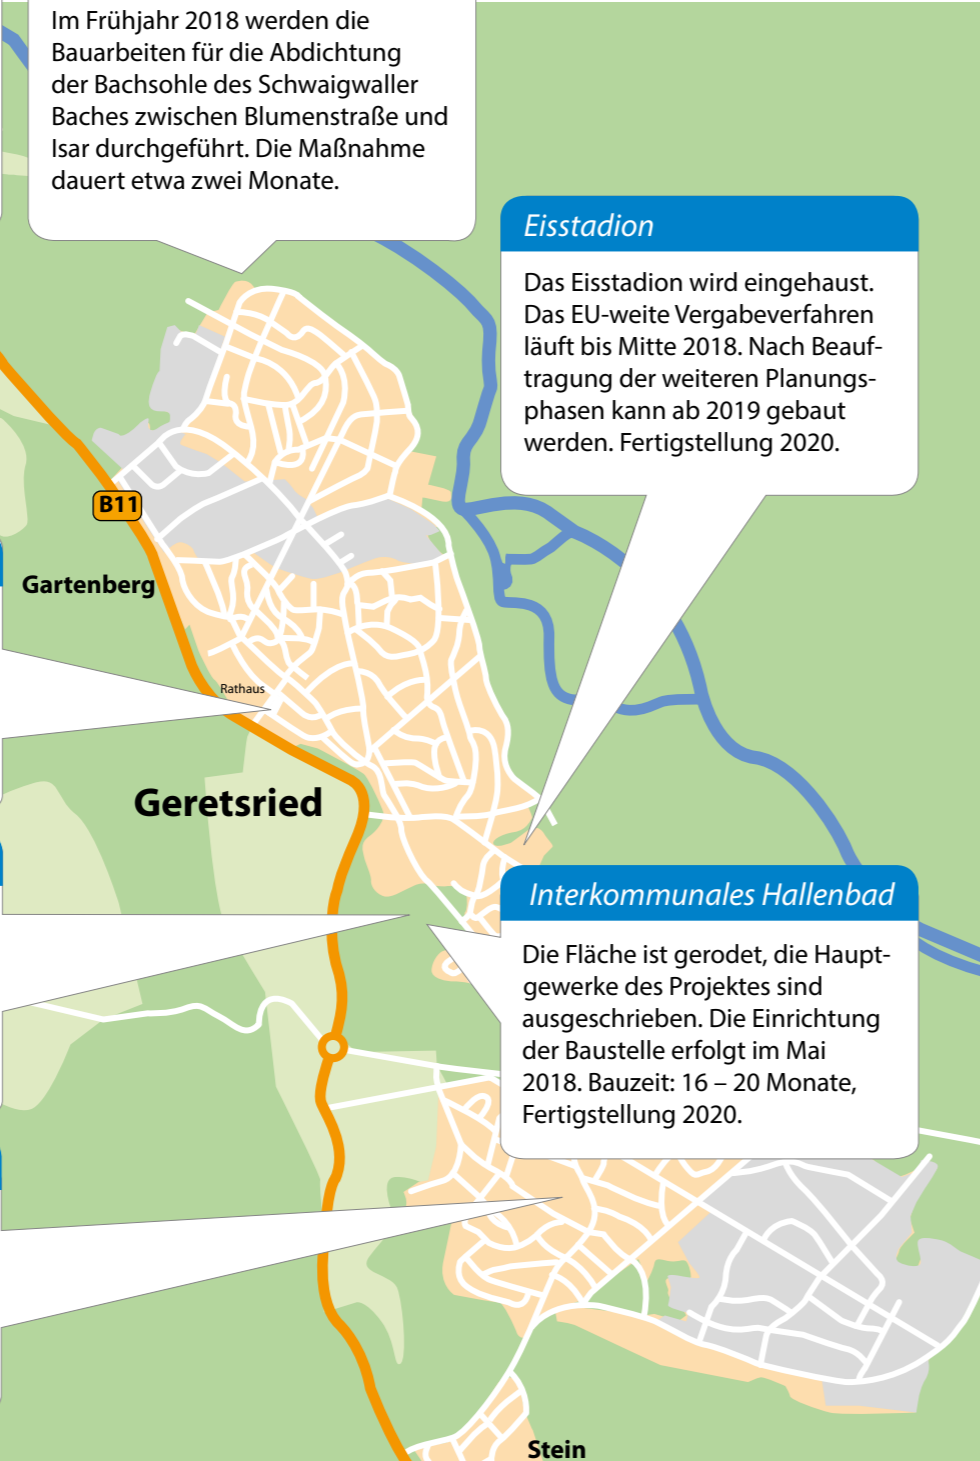 Im Frühjahr 2018 werden die
Bauarbeiten für die Abdichtung
der Bachsohle des Schwaigwaller
Baches zwischen Blumenstraße und
Isar durchgeführt. Die Maßnahme
dauert etwa zwei Monate.
Eisstadion
Das Eisstadion wird eingehaust.
Das EU-weite Vergabeverfahren
läuft bis Mitte 2018. Nach Beauf-
tragung der weiteren Planungs-
phasen kann ab 2019 gebaut
werden. Fertigstellung 2020.
B11
Gartenberg
Rathaus
Geretsried
Interkommunales Hallenbad
Die Fläche ist gerodet, die Haupt-
gewerke des Projektes sind
ausgeschrieben. Die Einrichtung
der Baustelle erfolgt im Mai
2018. Bauzeit: 16 – 20 Monate,
Fertigstellung 2020.
Stein